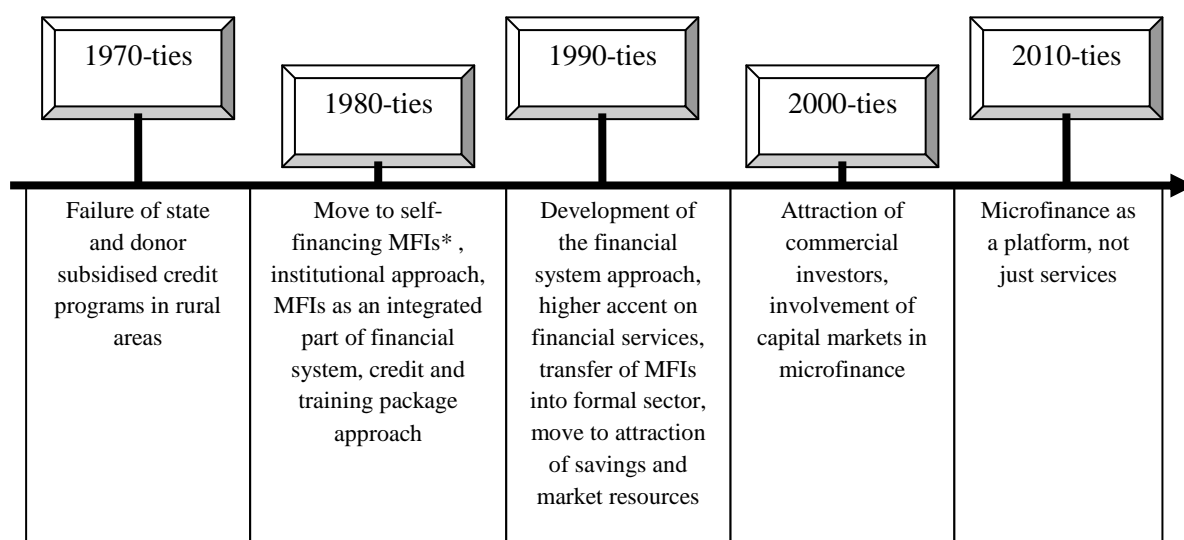 1970-ties
1980-ties
1990-ties
2000-ties
2010-ties
Failure of state
and donor
subsidised credit
programs in rural
areas
Move to self-
financing MFIs* ,
institutional approach,
MFIs as an integrated
part of financial
system, credit and
training package
approach
Development of
the financial
system approach,
higher accent on
financial services,
transfer of MFIs
into formal sector,
move to attraction
of savings and
market resources
Attraction of
commercial
investors,
involvement of
capital markets in
microfinance
Microfinance as
a platform, not
just services